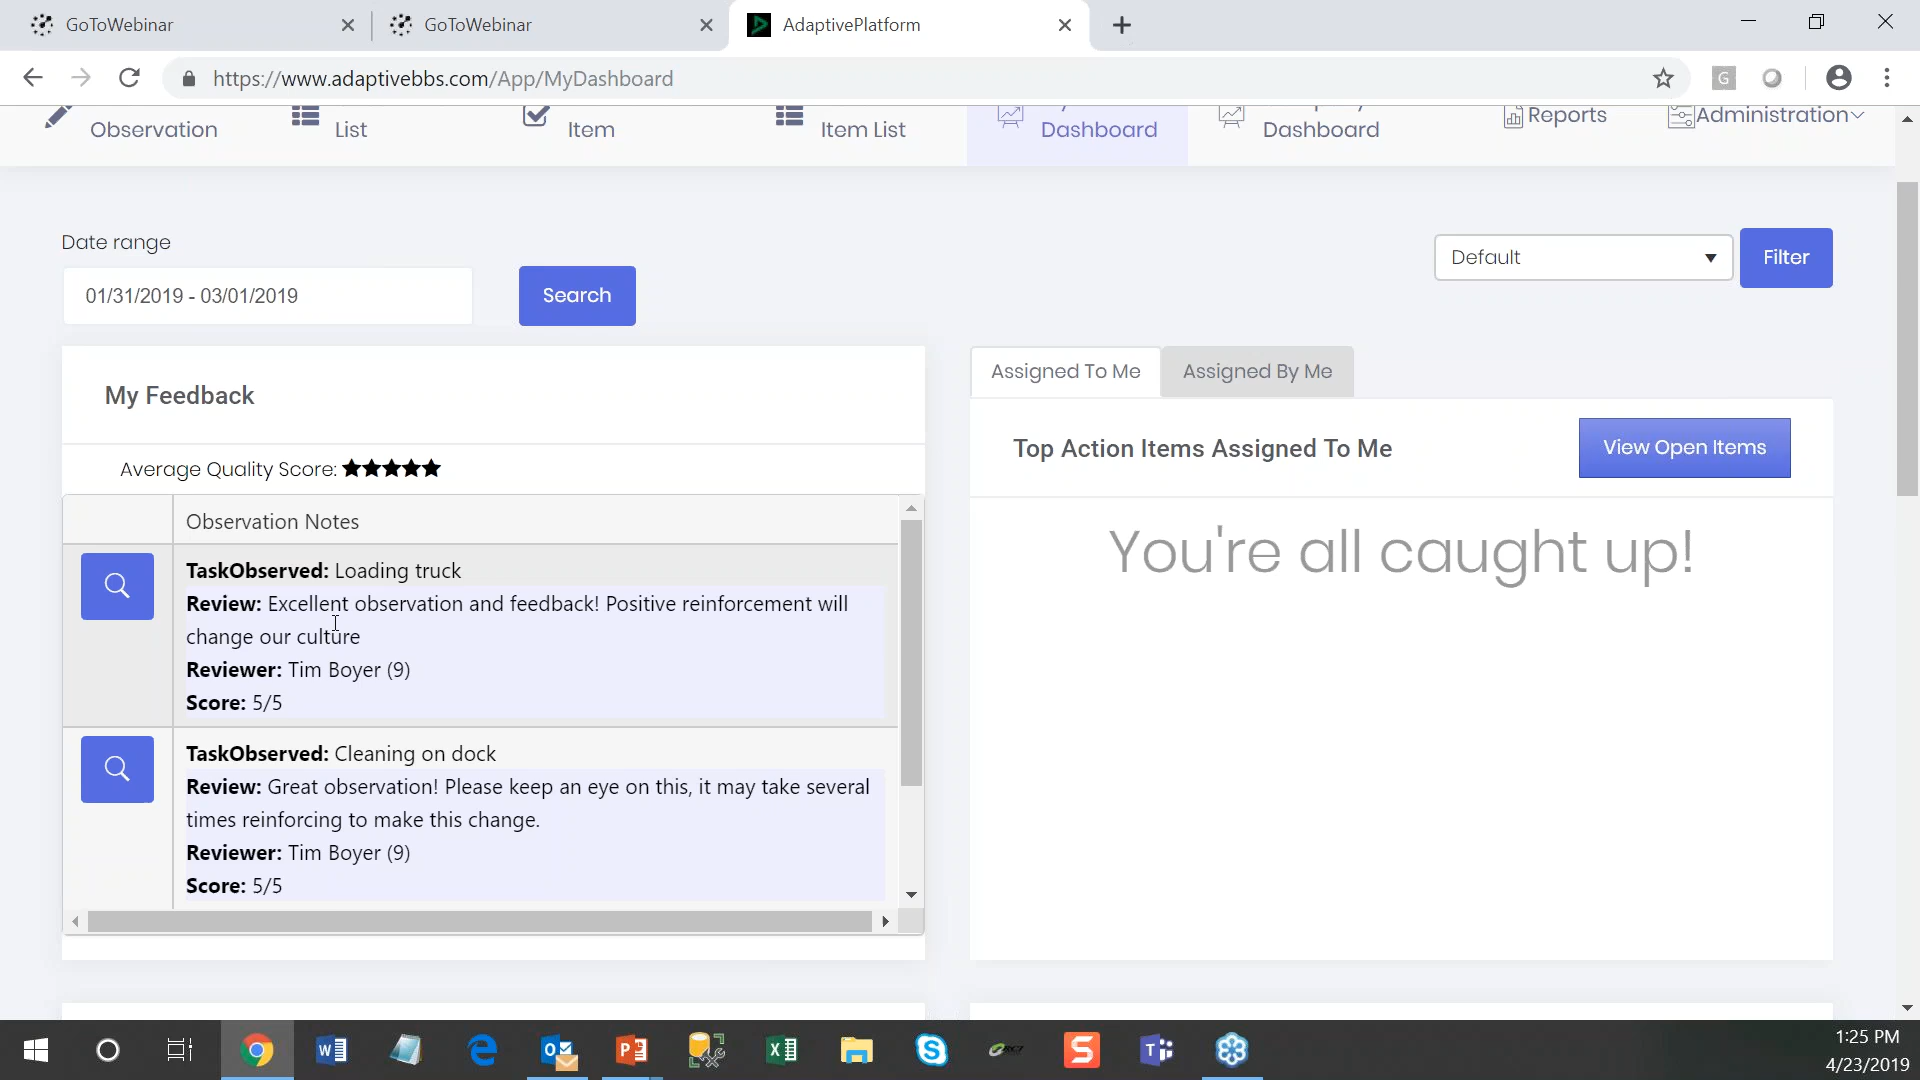 GoToWebinar
GoToWebinar
AdaptivePlatform
https://www.adaptivebbs.com/App/MyDashboard
Observation
List
Item
Item List
Dashboard
Dashboard
Reports
Administration
Date range
01/31/2019 - 03/01/2019
Search
Default
Filter
My Feedback
Average Quality Score:
Observation Notes
TaskObserved: Loading truck
Review: Excellent observation and feedback! Positive reinforcement will
change our culture
Reviewer: Tim Boyer (9)
Score: 5/5
TaskObserved: Cleaning on dock
Review: Great observation! Please keep an eye on this, it may take several
times reinforcing to make this change.
Reviewer: Tim Boyer (9)
Score: 5/5
Assigned To Me
Assigned By Me
Top Action Items Assigned To Me
View Open Items
You're all caught up!
1:25 PM
4/23/2019